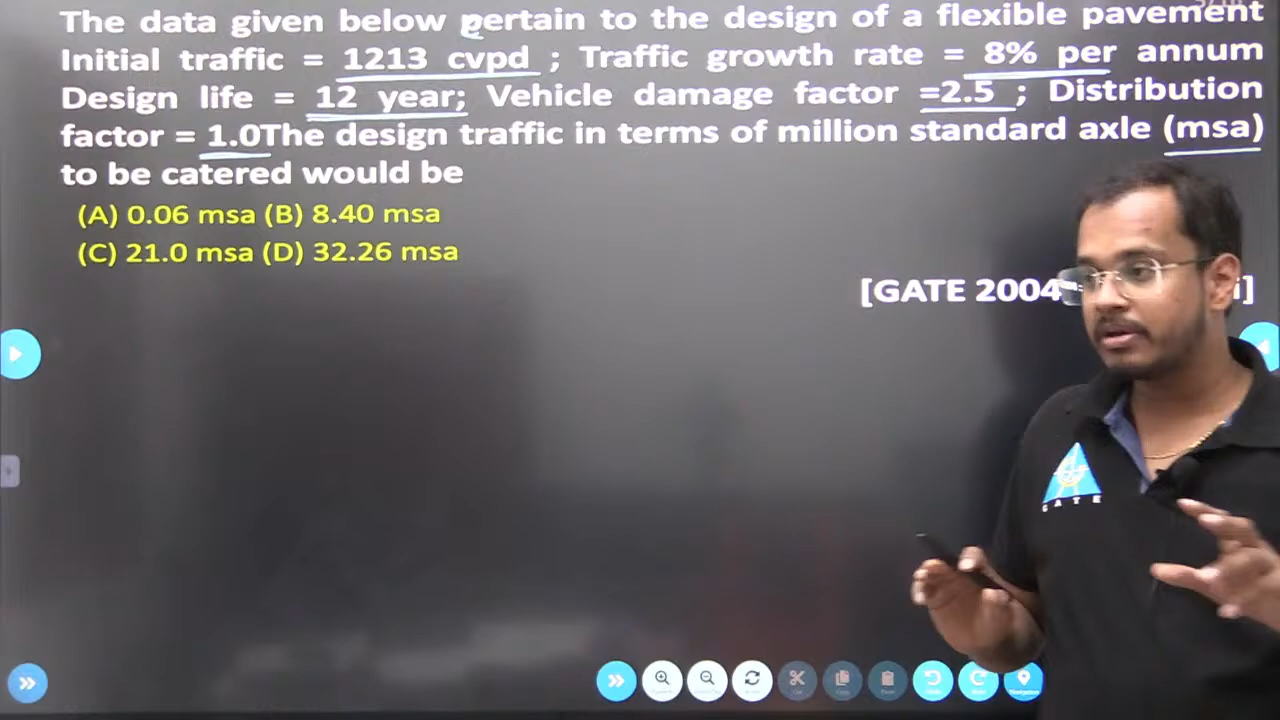 The data given below pertain to the design of a flexible pavement
Initial traffic = 1213 cvpd ; Traffic growth rate = 8% per annum
Design life = 12 year; Vehicle damage factor =2.5 ; Distribution
factor = 1.0The design traffic in terms of million standard axle (msa)
to be catered would be
(A) 0.06 msa (B) 8.40 msa
(C) 21.0 msa (D) 32.26 msa
[GATE 2004
GATE